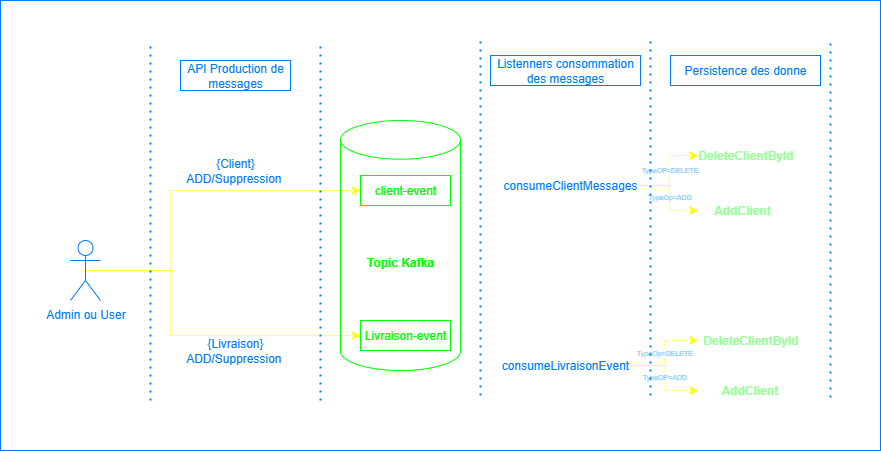 API Production de
messages
Listenners consommation
des messages
Persistence des donne
{Client}
ADD/Suppression
client-event
Topic Kafka
Admin ou User
{Livraison}
ADD/Suppression
Livraison-event
consumeClientMessages
TypeOP=DELETE
TypeOp=ADD
DeleteClientById
AddClient
consumeLivraisonEvent
TypeOp=DELETE
TypeOP=ADD
DeleteClientById
AddClient